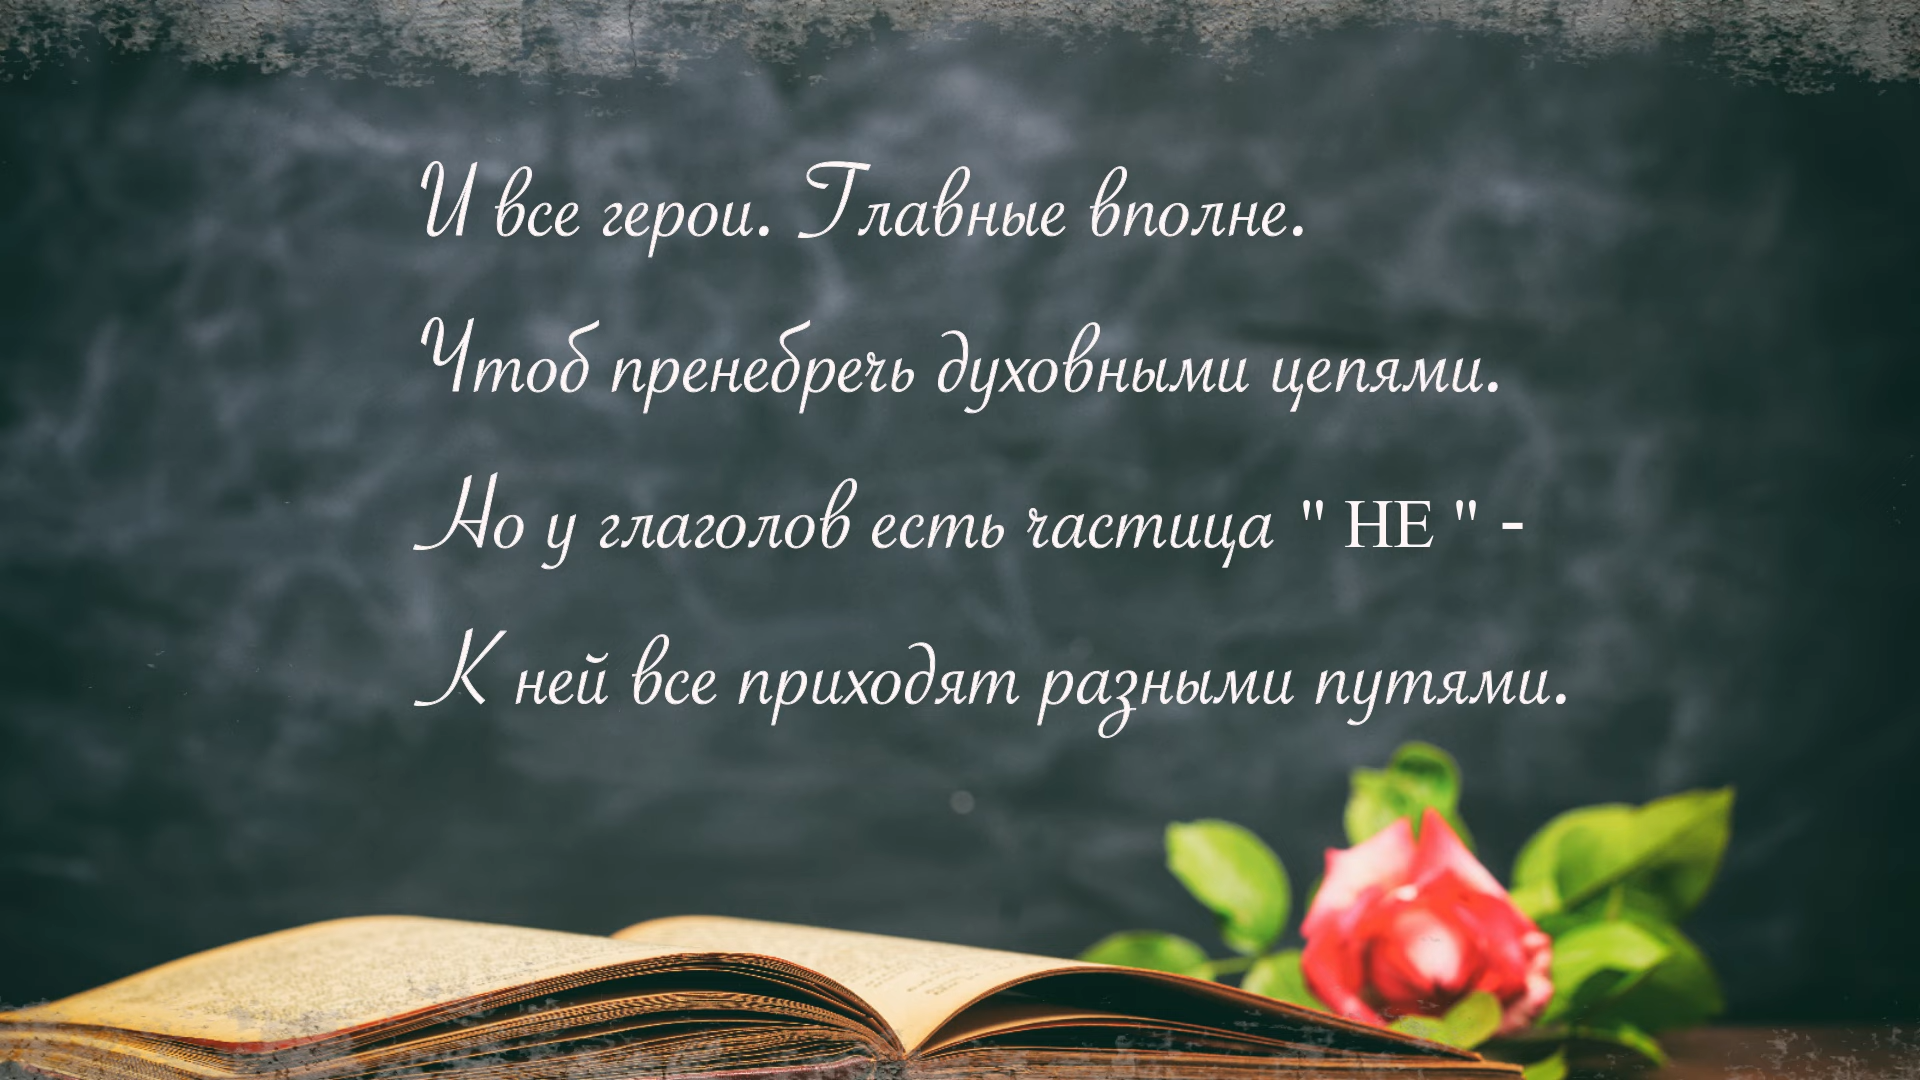 И все герои. Главные вполне.
Чтоб пренебречь духовными цепями.
Но у глаголов есть частица " НЕ " -
К ней все приходят разными путями.